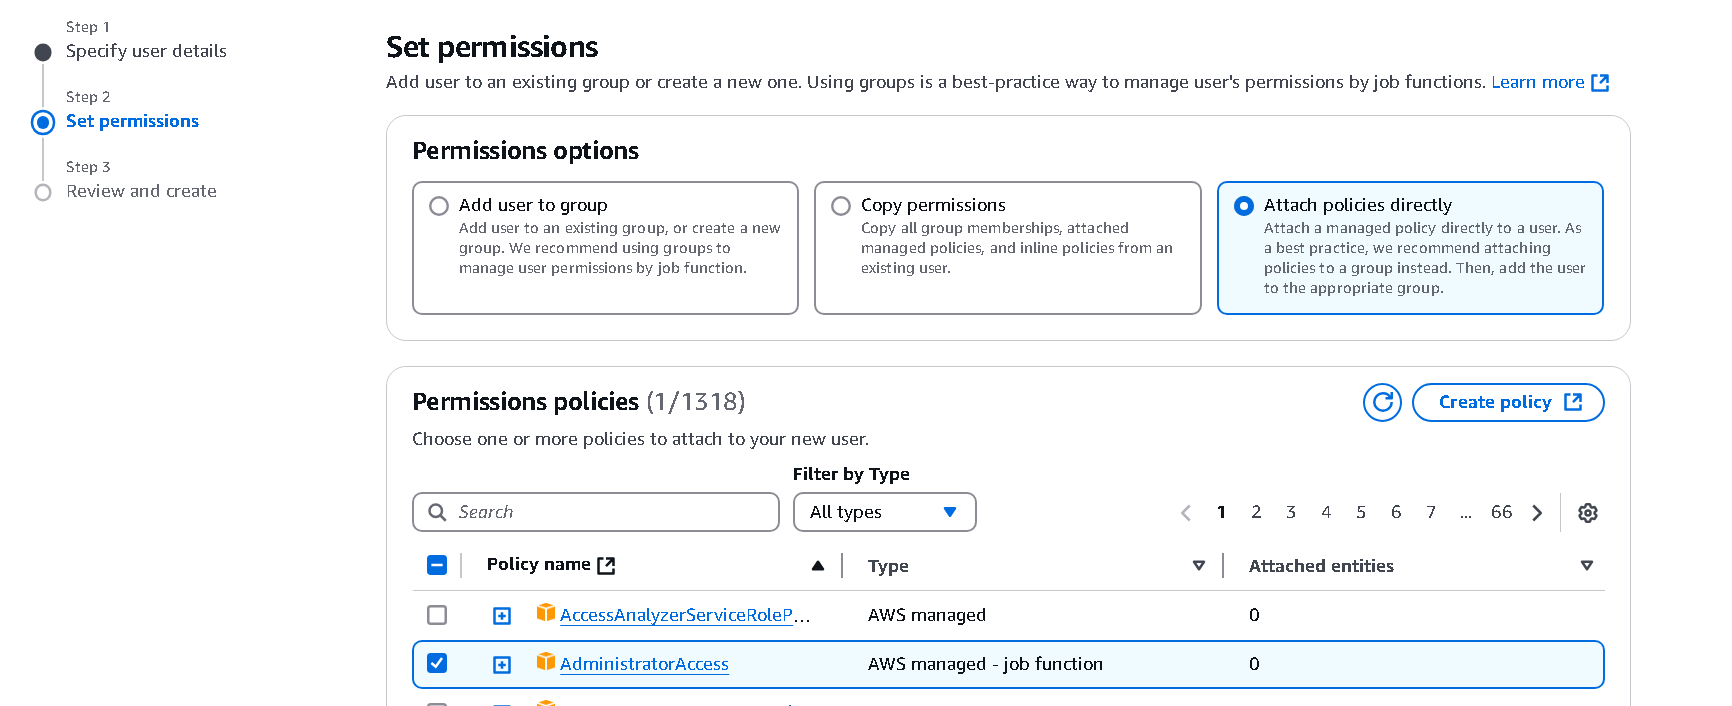 Step 1
Specify user details
Step 2
Set permissions
Step 3
Review and create
Set permissions
Add user to an existing group or create a new one. Using groups is a best-practice way to manage user's permissions by job functions. Learn more
Permissions options
Add user to group
Add user to an existing group, or create a new
group. We recommend using groups to
manage user permissions by job function.
Copy permissions
Copy all group memberships, attached
managed policies, and inline policies from an
existing user.
Attach policies directly
Attach a managed policy directly to a user. As
a best practice, we recommend attaching
policies to a group instead. Then, add the user
to the appropriate group.
Permissions policies (1/1318)
Create policy
Choose one or more policies to attach to your new user.
Filter by Type
Search
All types
1 2 3 4 5 6 7 ... 66
Policy name Type Attached entities
AccessAnalyzerServiceRoleP... AWS managed 0
AdministratorAccess AWS managed - job function 0